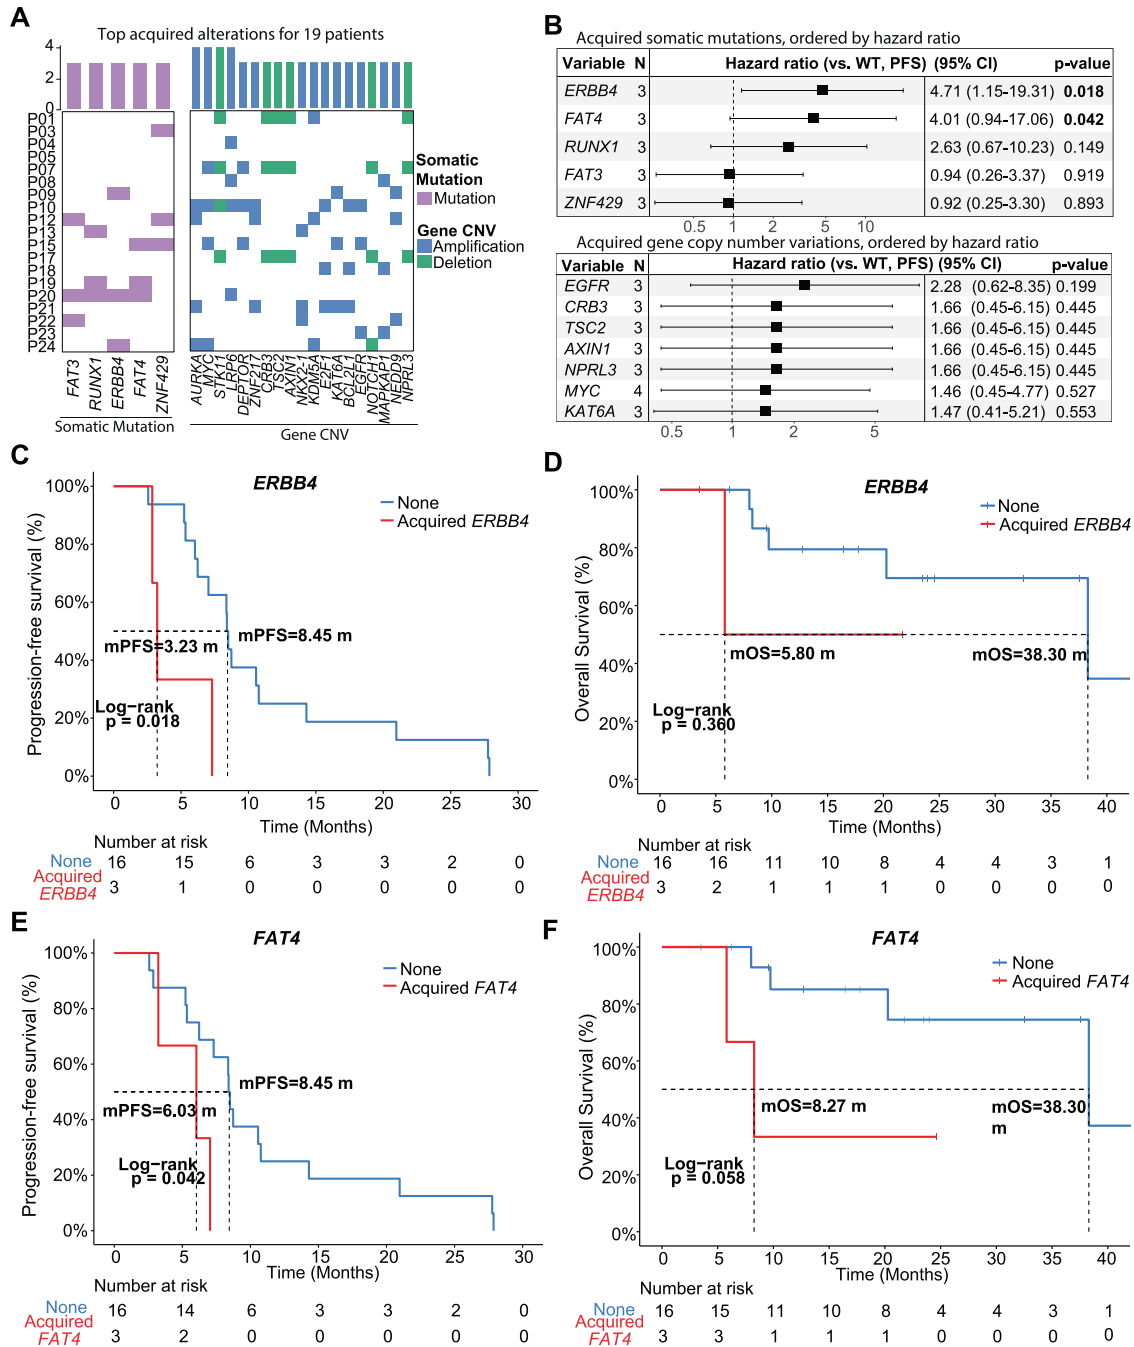 A
Top acquired alterations for 19 patients
4
2
0
P01
P03
P04
P05
P07
P08
P09
P10
P12
P13
P15
P17
P18
P19
P20
P21
P22
P23
P24
Somatic
Mutation
Mutation
Gene CNV
Amplification
Deletion
FAT3
RUNX1
ERBB4
FAT4
ZNF429
AURKA
MYC
STK11
LRP6
DEPTOR
ZNF217
CRB3
TSC2
AXIN1
NKX2-1
KDM5A
E2F1
KAT6A
BCL2L1
EGFR
NOTCH1
MAPKAP1
NEDD9
NPRL3
Somatic Mutation
Gene CNV
B
Acquired somatic mutations, ordered by hazard ratio
Variable N Hazard ratio (vs. WT, PFS) (95% CI) p-value
ERBB4 3 4.71 (1.15-19.31) 0.018
FAT4 3 4.01 (0.94-17.06) 0.042
RUNX1 3 2.63 (0.67-10.23) 0.149
FAT3 3 0.94 (0.26-3.37) 0.919
ZNF429 3 0.92 (0.25-3.30) 0.893
0.5 1 2 5 10
Acquired gene copy number variations, ordered by hazard ratio
Variable N Hazard ratio (vs. WT, PFS) (95% CI) p-value
EGFR 3 2.28 (0.62-8.35) 0.199
CRB3 3 1.66 (0.45-6.15) 0.445
TSC2 3 1.66 (0.45-6.15) 0.445
AXIN1 3 1.66 (0.45-6.15) 0.445
NPRL3 3 1.66 (0.45-6.15) 0.445
MYC 4 1.46 (0.45-4.77) 0.527
KAT6A 3 1.47 (0.41-5.21) 0.553
0.5 1 2 5
C
ERBB4
None
Acquired ERBB4
Progression-free survival (%)
100%
80%
60%
40%
20%
0%
mPFS=8.45 m
mPFS=3.23 m
Log-rank
p = 0.018
0 5 10 15 20 25 30
Time (Months)
Number at risk
None 16 15 6 3 3 2 0
Acquired
ERBB4 3 1 0 0 0 0 0
D
ERBB4
None
Acquired ERBB4
Overall Survival (%)
100%
80%
60%
40%
20%
0%
mOS=5.80 m
mOS=38.30 m
Log-rank
p = 0.360
0 5 10 15 20 25 30 35 40
Time (Months)
Number at risk
None 16 16 11 10 8 4 4 3 1
Acquired
ERBB4 3 2 1 1 1 0 0 0 0
E
FAT4
None
Acquired FAT4
Progression-free survival (%)
100%
80%
60%
40%
20%
0%
mPFS=8.45 m
mPFS=6.03 m
Log-rank
p = 0.042
0 5 10 15 20 25 30
Time (Months)
Number at risk
None 16 14 6 3 3 2 0
Acquired
FAT4 3 2 0 0 0 0 0
F
FAT4
None
Acquired FAT4
Overall Survival (%)
100%
80%
60%
40%
20%
0%
mOS=8.27 m
mOS=38.30
m
Log-rank
p = 0.058
0 5 10 15 20 25 30 35 40
Time (Months)
Number at risk
None 16 15 11 10 8 4 4 3 1
Acquired
FAT4 3 3 1 1 1 0 0 0 0